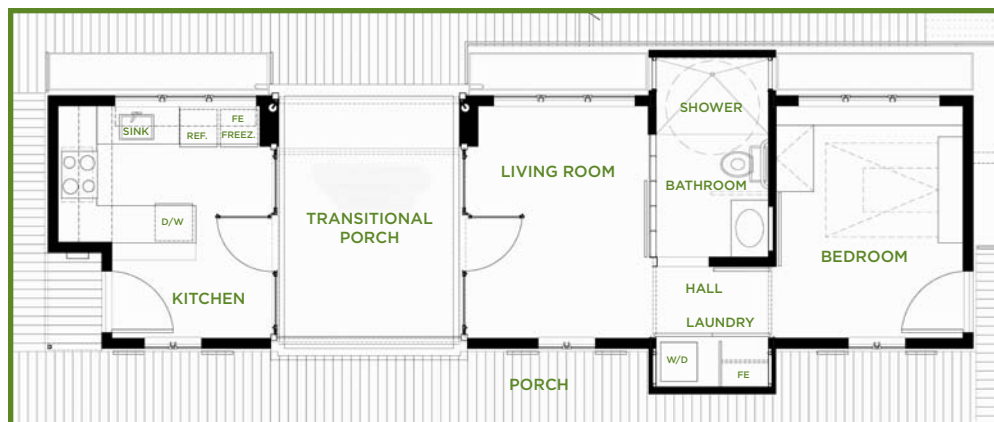 SINK
REF.
FE
FREEZ.
D/W
KITCHEN
TRANSITIONAL
PORCH
LIVING ROOM
SHOWER
BATHROOM
HALL
LAUNDRY
W/D
FE
BEDROOM
PORCH